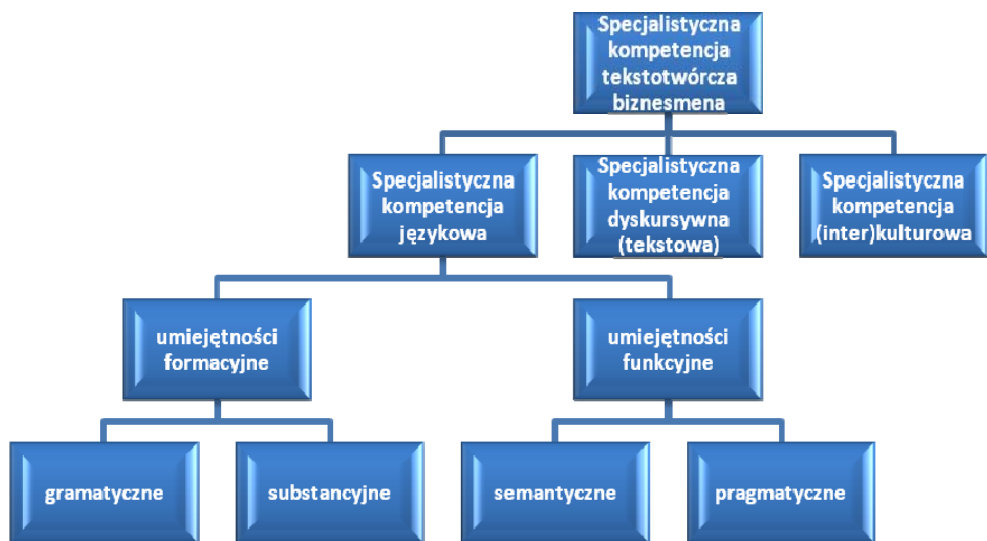 Specjalistyczna
kompetencja
tekstotwórcza
biznesmena
Specjalistyczna
kompetencja
językowa
Specjalistyczna
kompetencja
dyskursywna
(tekstowa)
Specjalistyczna
kompetencja
(inter)kulturowa
umiejętności
formacyjne
umiejętności
funkcyjne
gramatyczne
substancyjne
semantyczne
pragmatyczne